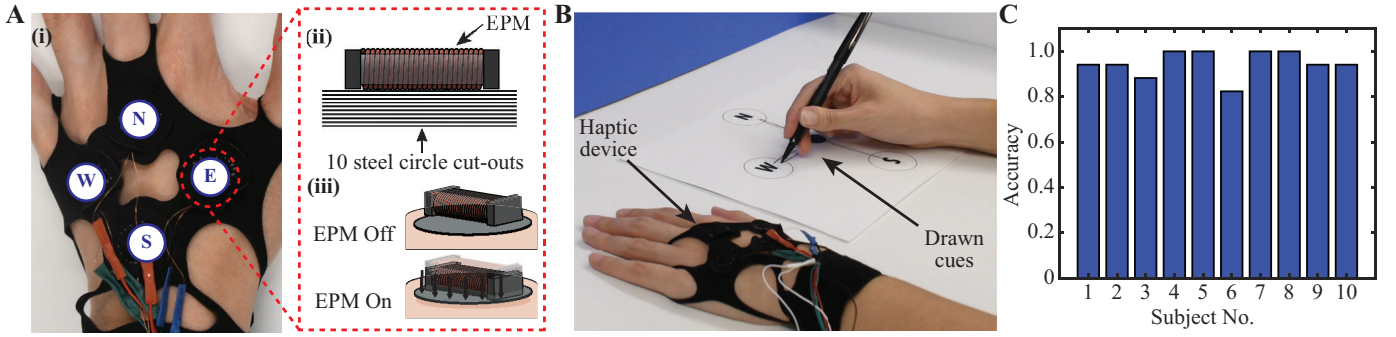 A
(i)
N
W
E
S
(ii)
EPM
10 steel circle cut-outs
(iii)
EPM Off
EPM On
B
Haptic
device
N
W
S
Drawn
cues
C
Accuracy
1.0
0.8
0.6
0.4
0.2
0
1 2 3 4 5 6 7 8 9 10
Subject No.